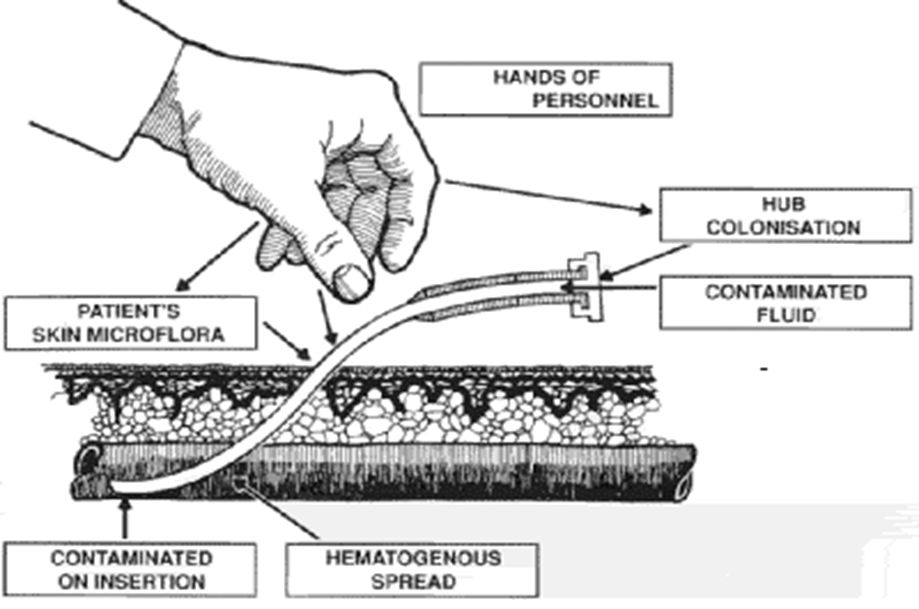 HANDS OF
PERSONNEL
HUB
COLONISATION
CONTAMINATED
FLUID
PATIENT'S
SKIN MICROFLORA
CONTAMINATED
ON INSERTION
HEMATOGENOUS
SPREAD